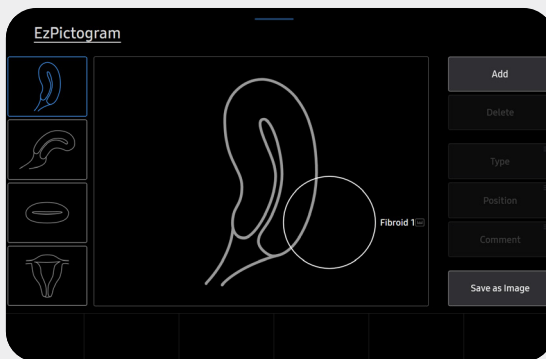 EzPictogram
Add
Delete
Type
Position
Comment
Fibroid 1
Save as Image